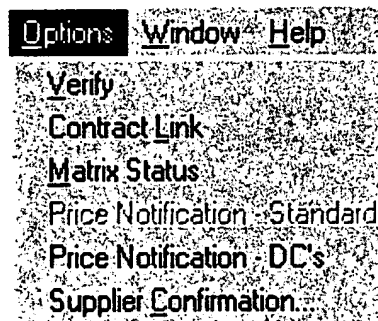 Options Window Help
Verify
Contract Link
Matrix Status
Price Notification - Standard
Price Notification - DC's
Supplier Confirmation...